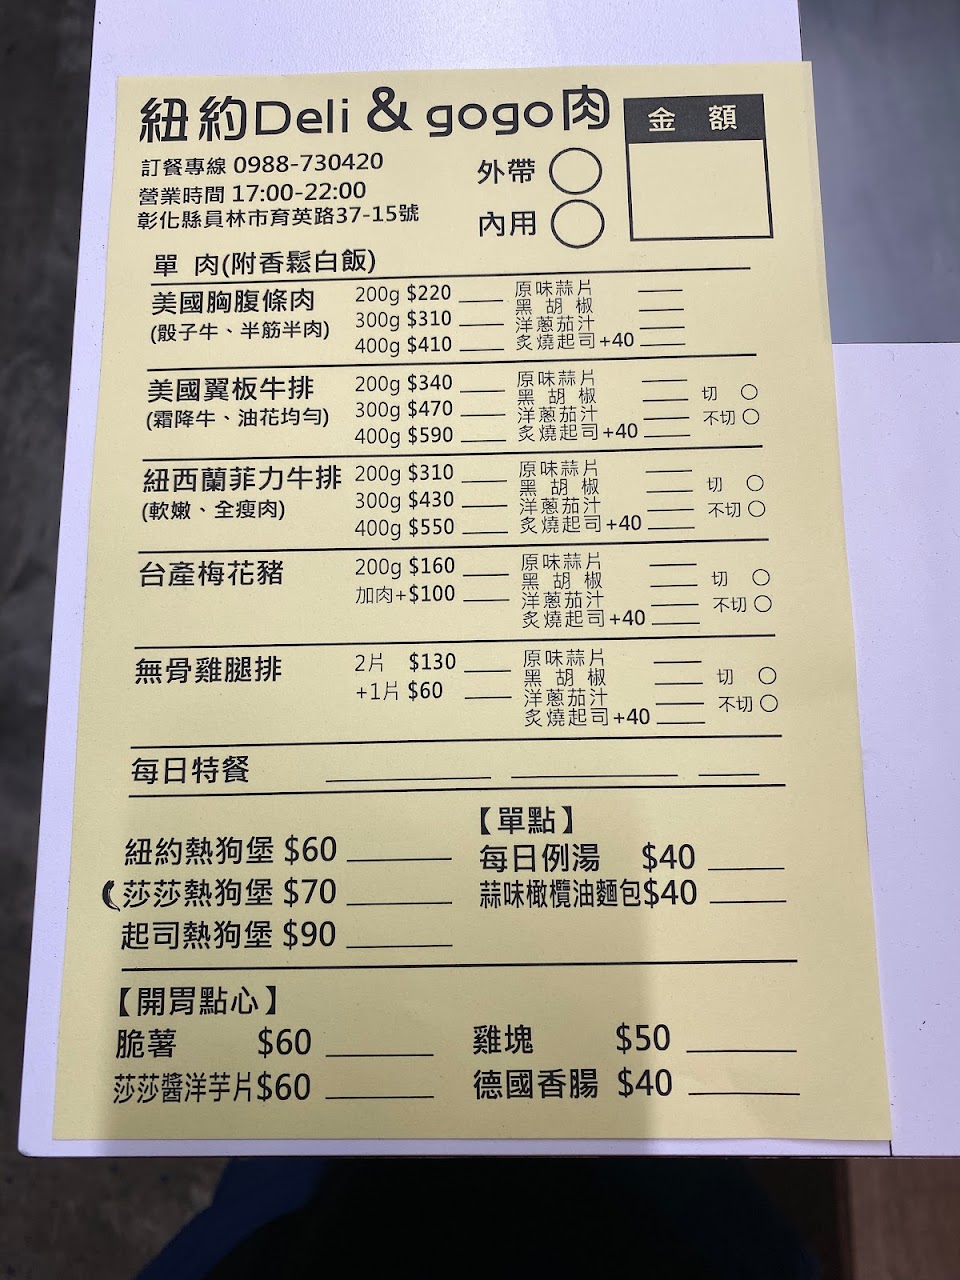 紐約Deli & gogo肉
金 額
訂餐專線 0988-730420
營業時間 17:00-22:00
彰化縣員林市育英路37-15號
外帶
內用
單 肉(附香鬆白飯)
美國胸腹條肉
(骰子牛、半筋半肉)
200g $220
300g $310
400g $410
原味蒜片
黑 胡 椒
洋蔥茄汁
炙燒起司+40
美國翼板牛排
(霜降牛、油花均勻)
200g $340
300g $470
400g $590
原味蒜片
黑 胡 椒
洋蔥茄汁
炙燒起司+40
切
不切
紐西蘭菲力牛排
(軟嫩、全瘦肉)
200g $310
300g $430
400g $550
原味蒜片
黑 胡 椒
洋蔥茄汁
炙燒起司+40
切
不切
台產梅花豬
200g $160
加肉+$100
原味蒜片
黑 胡 椒
洋蔥茄汁
炙燒起司+40
切
不切
無骨雞腿排
2片 $130
+1片 $60
原味蒜片
黑 胡 椒
洋蔥茄汁
炙燒起司+40
切
不切
每日特餐
紐約熱狗堡 $60
莎莎熱狗堡 $70
起司熱狗堡 $90
【單點】
每日例湯 $40
蒜味橄欖油麵包$40
【開胃點心】
脆薯 $60
莎莎醬洋芋片$60
雞塊 $50
德國香腸 $40